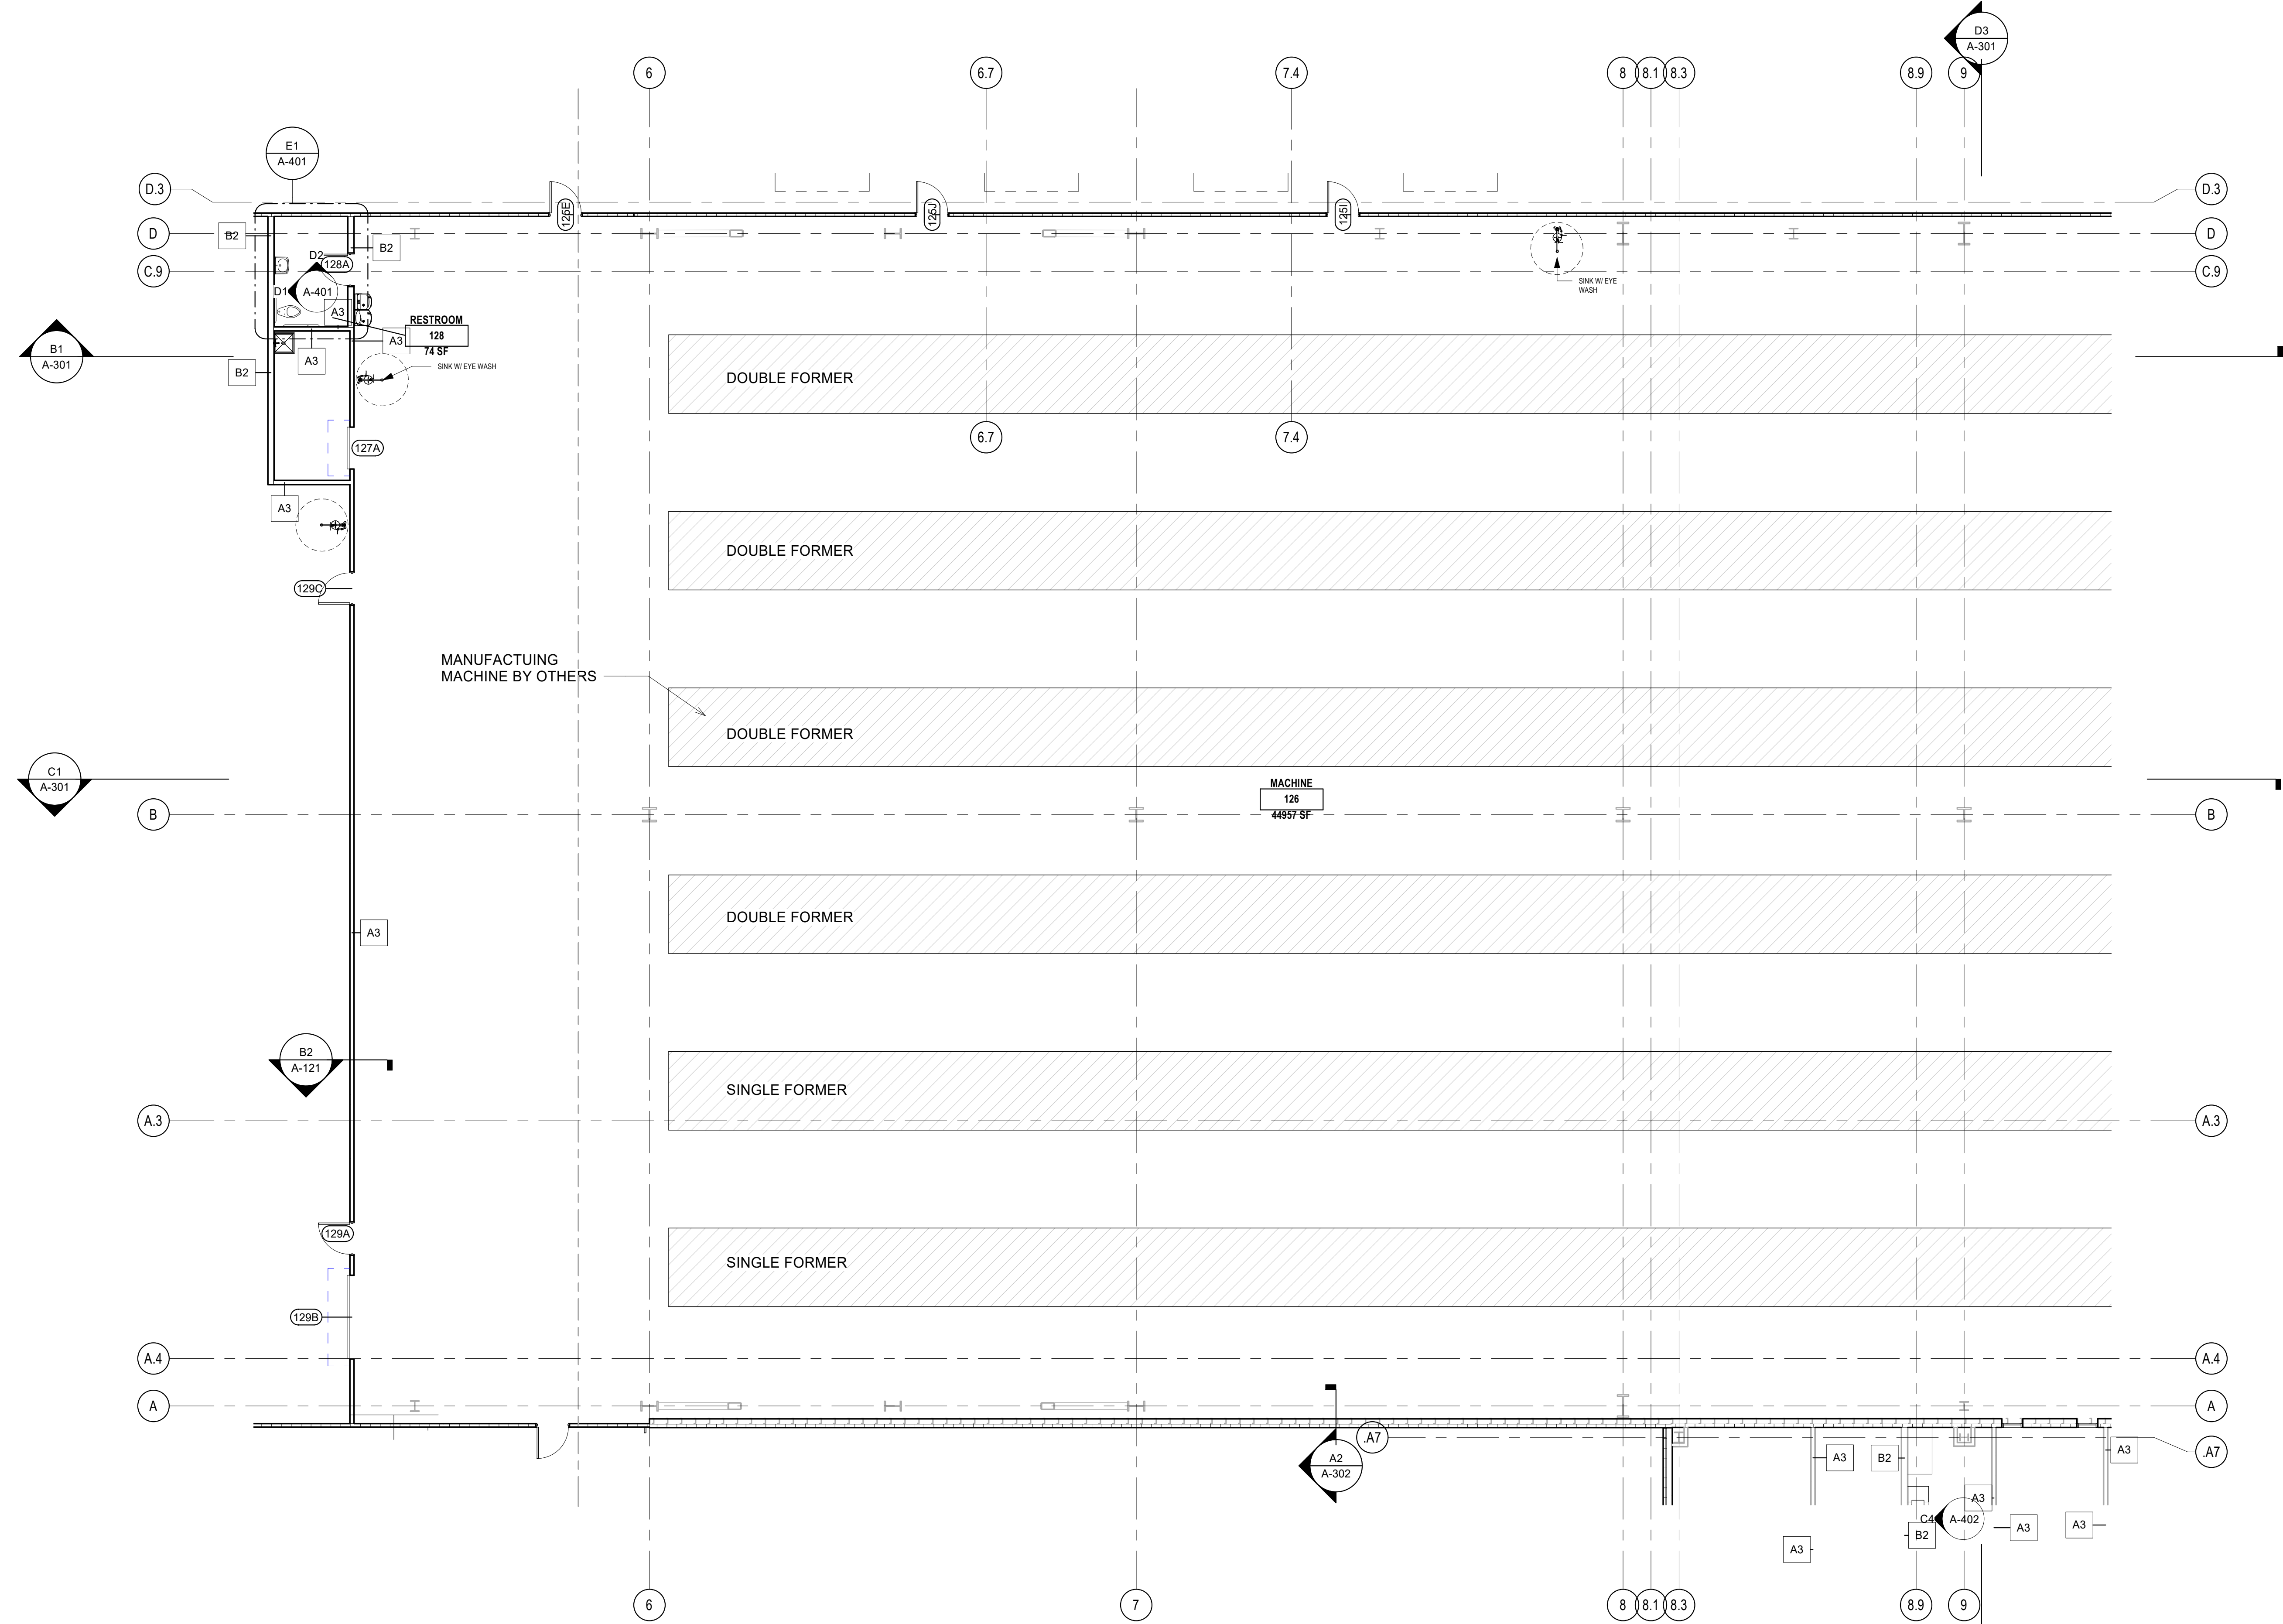 D3
A-301
6
6.7
7.4
8
8.1
8.3
8.9
9
E1
A-401
D.3
D.3
125E
125J
125I
D
B2
B2
D
D2
128A
C.9
C.9
SINK W/ EYE
WASH
D1
A-401
A3
RESTROOM
128
74 SF
A3
B1
A-301
A3
B2
SINK W/ EYE WASH
DOUBLE FORMER
6.7
7.4
127A
A3
DOUBLE FORMER
129C
MANUFACTUING
MACHINE BY OTHERS
DOUBLE FORMER
C1
A-301
MACHINE
126
44957 SF
B
B
DOUBLE FORMER
A3
B2
A-121
SINGLE FORMER
A.3
A.3
129A
SINGLE FORMER
129B
A.4
A.4
A
A
.A7
.A7
A2
A-302
A3
B2
A3
A3
C4
A-402
B2
A3
A3
A3
6
7
8
8.1
8.3
8.9
9